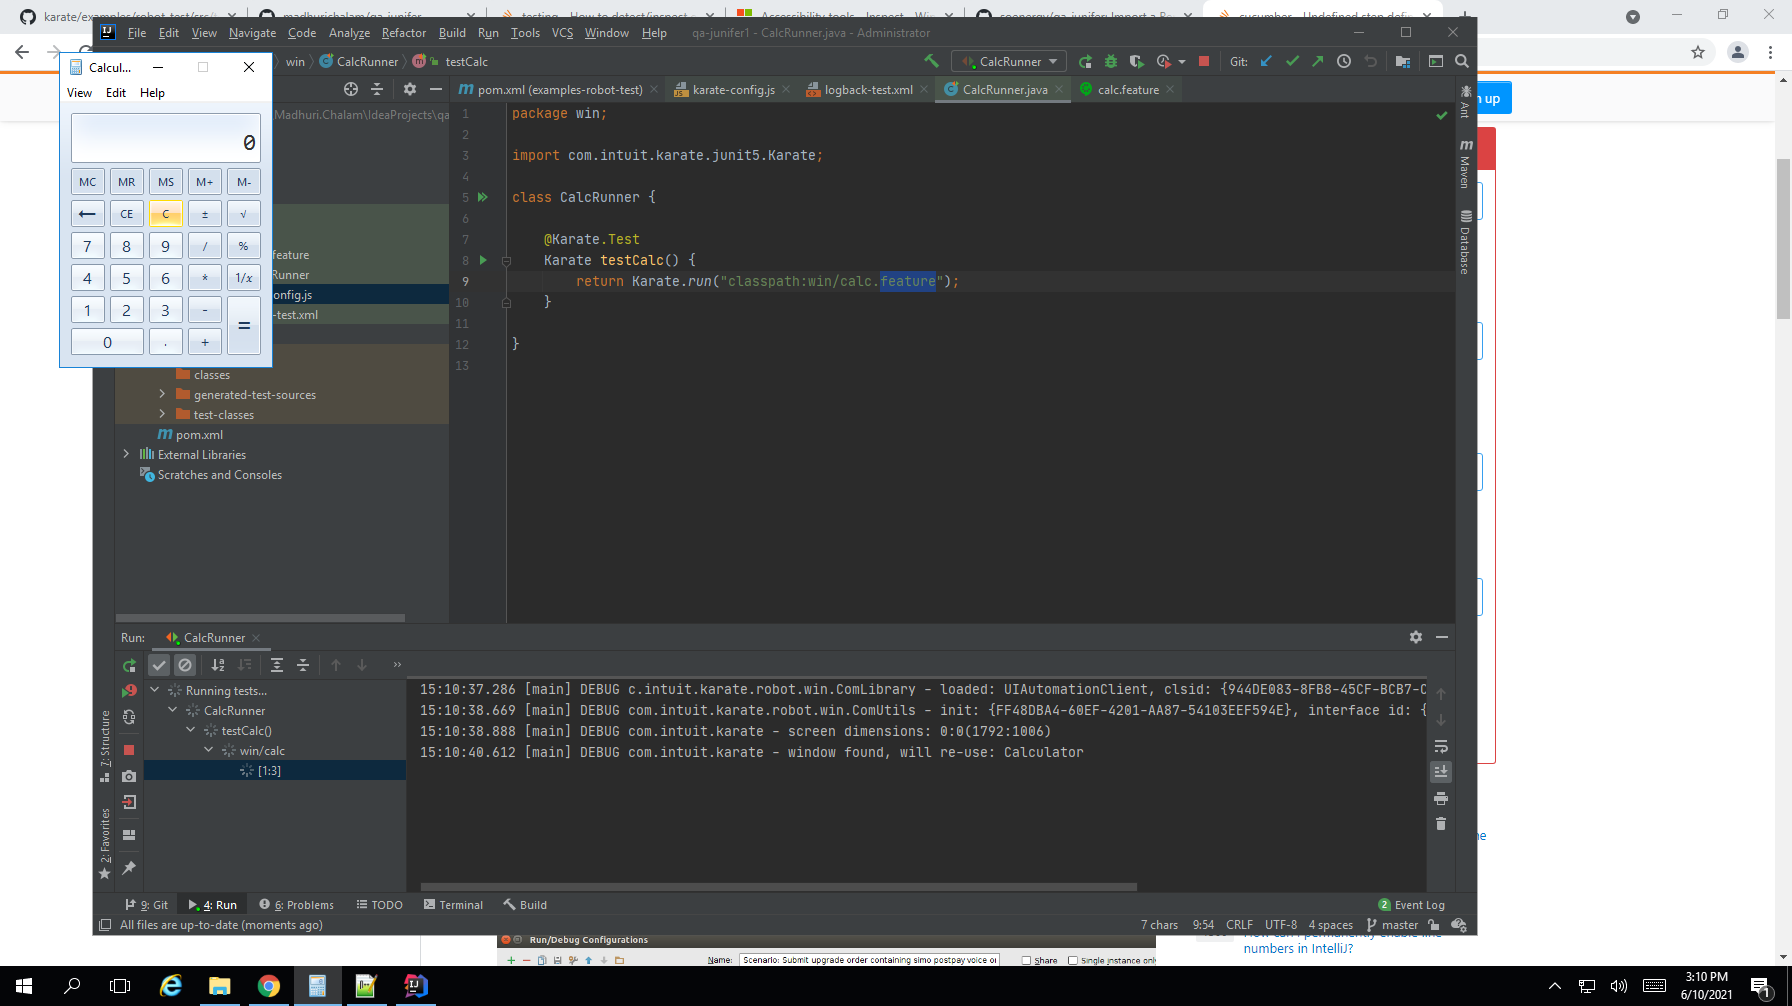 karate/examples/robot-test/src/t
madhurichalam/qa-junifer
testing - How to detect/inspect
Accessibility tools - Inspect - Win
cucumber - Undefined step defi
File Edit View Navigate Code Analyze Refactor Build Run Tools VCS Window Help
qa-junifer1 - CalcRunner.java - Administrator
win CalcRunner testCalc
CalcRunner
Git:
Calcul...
View Edit Help
0
MC MR MS M+ M-
← CE C ± √
7 8 9 / %
4 5 6 * 1/x
1 2 3 - =
0 . +
pom.xml (examples-robot-test)
karate-config.js
logback-test.xml
CalcRunner.java
calc.feature
Madhuri.Chalam\IdeaProjects\qa
feature
Runner
onfig.js
-test.xml
classes
generated-test-sources
test-classes
pom.xml
External Libraries
Scratches and Consoles
1 package win;
2
3 import com.intuit.karate.junit5.Karate;
4
5 class CalcRunner {
6
7 @Karate.Test
8 Karate testCalc() {
9 return Karate.run("classpath:win/calc.feature");
10 }
11
12 }
13
Ant
Maven
Database
n up
Run: CalcRunner
Running tests...
CalcRunner
testCalc()
win/calc
[1:3]
15:10:37.286 [main] DEBUG c.intuit.karate.robot.win.ComLibrary - loaded: UIAutomationClient, clsid: {944DE083-8FB8-45CF-BCB7-C
15:10:38.669 [main] DEBUG com.intuit.karate.robot.win.ComUtils - init: {FF48DBA4-60EF-4201-AA87-54103EEF594E}, interface id: {
15:10:38.888 [main] DEBUG com.intuit.karate - screen dimensions: 0:0(1792:1006)
15:10:40.612 [main] DEBUG com.intuit.karate - window found, will re-use: Calculator
7: Structure
2: Favorites
9: Git 4: Run 6: Problems TODO Terminal Build
2 Event Log
All files are up-to-date (moments ago)
7 chars 9:54 CRLF UTF-8 4 spaces master
Run/Debug Configurations
Name: Scenario: Submit upgrade order containing simo postpay voice or
Share Single instance only
numbers in IntelliJ?
3:10 PM
6/10/2021
1